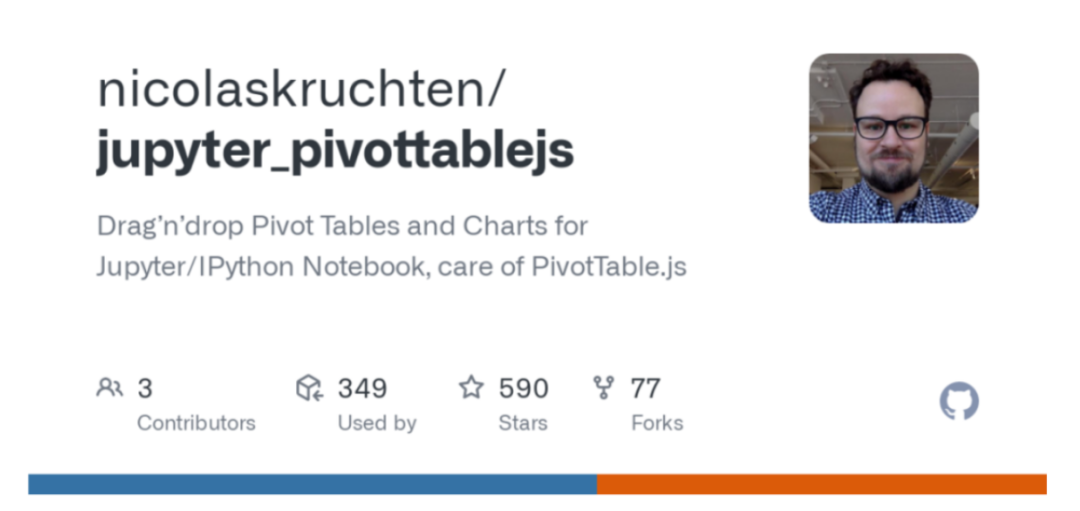 nicolaskruchten/
jupyter_pivottablejs
Drag’n’drop Pivot Tables and Charts for
Jupyter/IPython Notebook, care of PivotTable.js
3 349 590 77
Contributors Used by Stars Forks